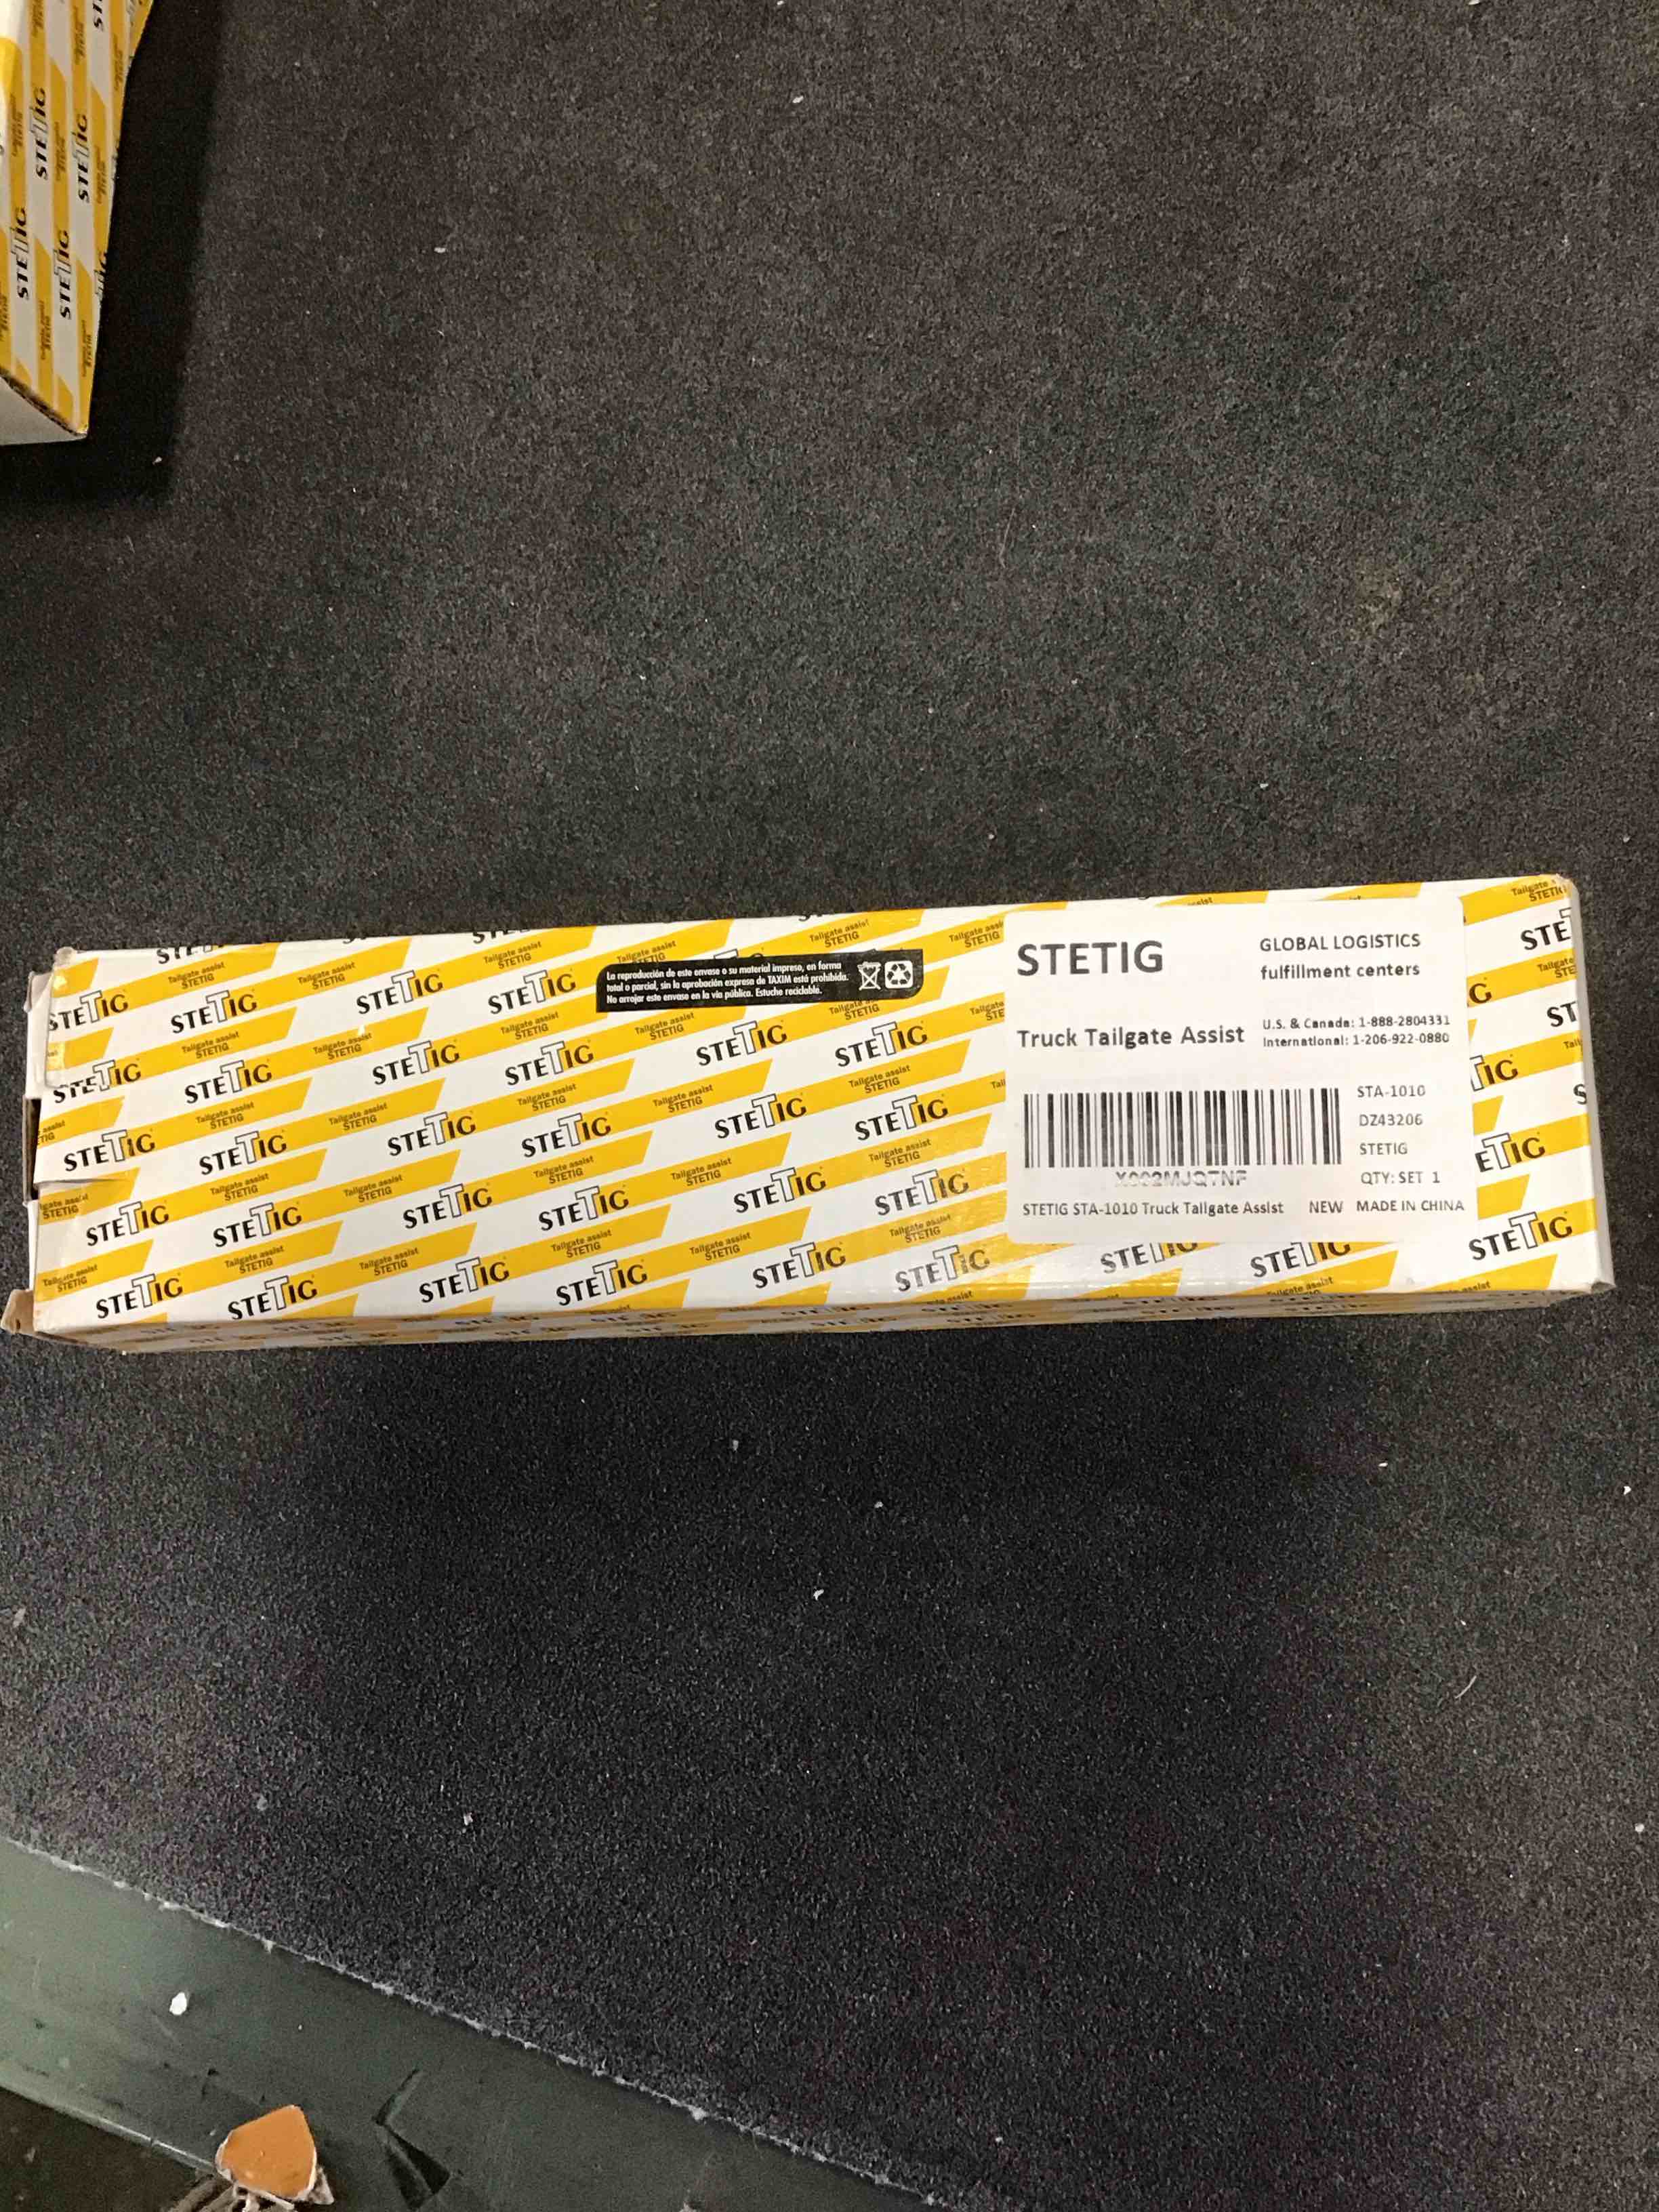 STETIG
GLOBAL LOGISTICS
fulfillment centers
Truck Tailgate Assist
U.S. & Canada: 1-888-2804331
International: 1-206-922-0880
STA-1010
DZ43206
STETIG
QTY: SET 1
X002MJQTNF
STETIG STA-1010 Truck Tailgate Assist NEW MADE IN CHINA
La reproducción de este envase o su material impreso, en forma
total o parcial, sin la aprobación expresa de TAXIM está prohibida.
No arrojar este envase en la vía pública. Estuche reciclable.
STETIG
Tailgate assist
STETIG